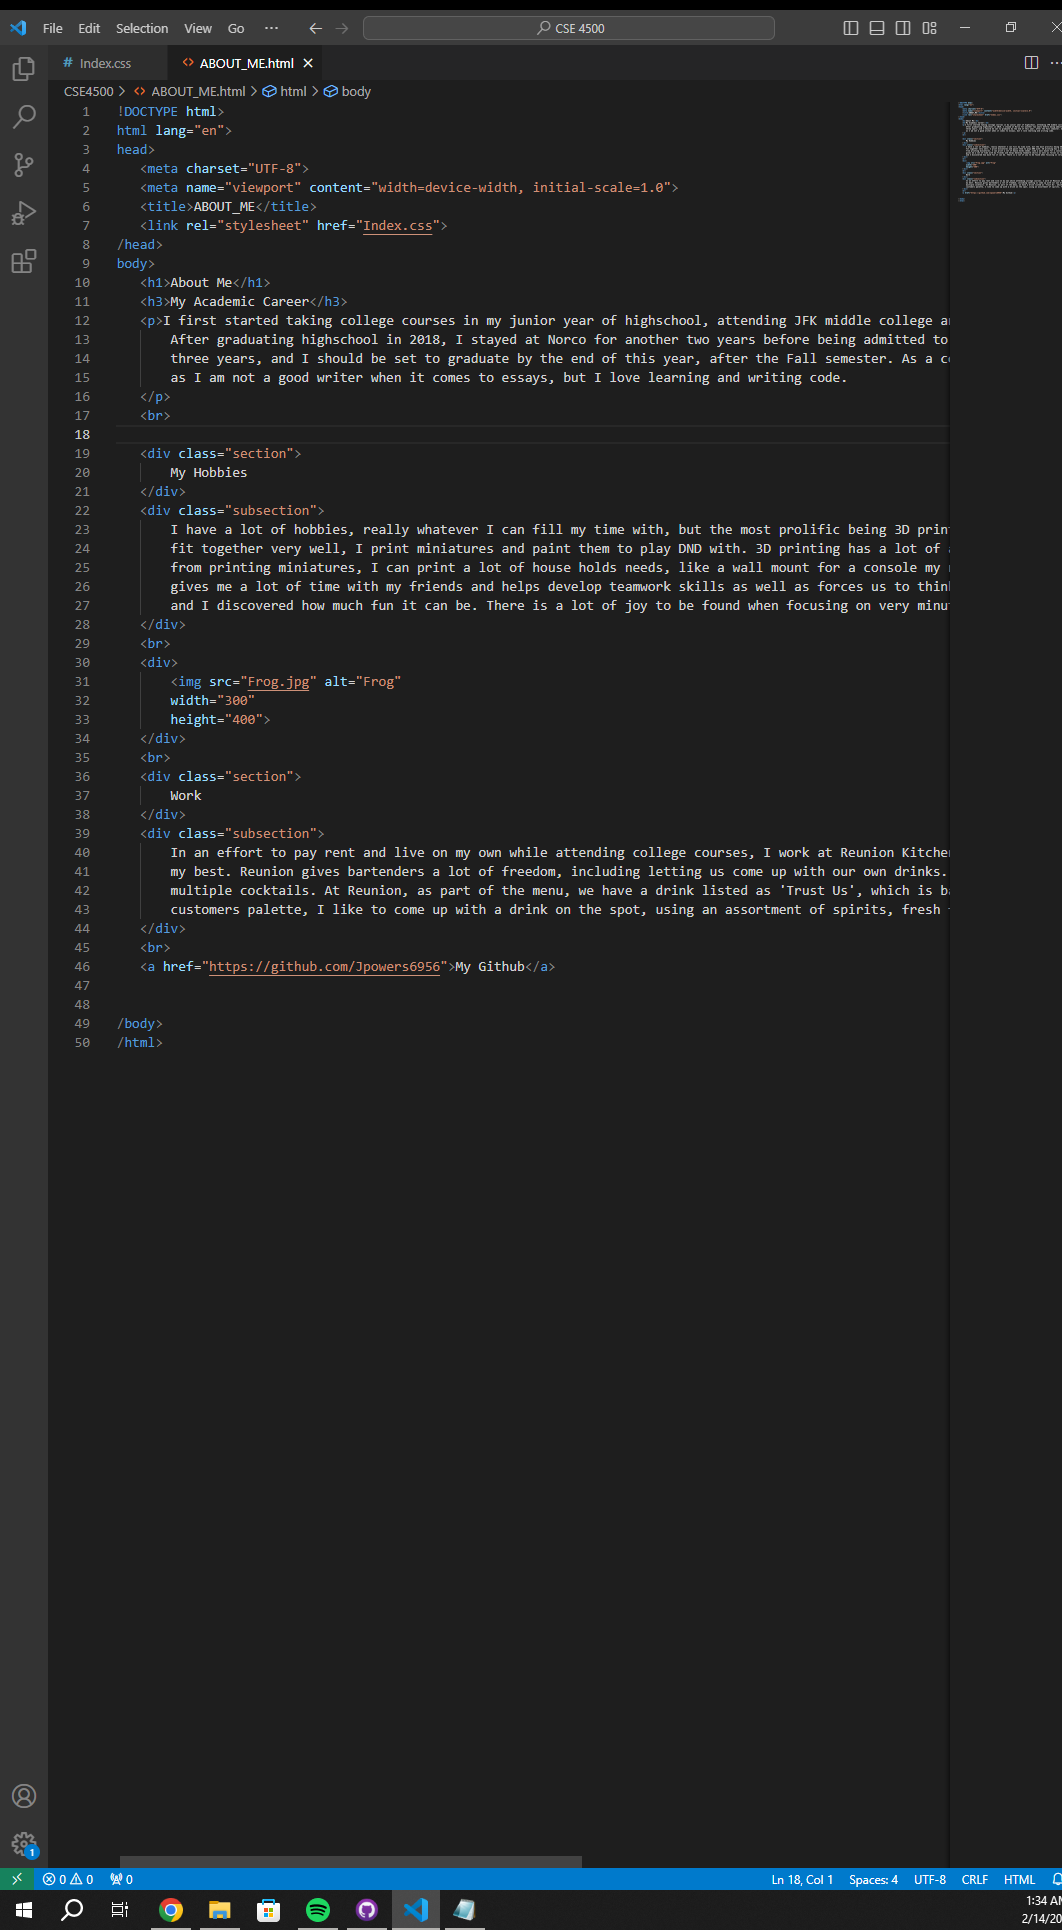 File Edit Selection View Go ··· CSE 4500
# Index.css <> ABOUT_ME.html
CSE4500 > <> ABOUT_ME.html > html > body
1 !DOCTYPE html>
2 html lang="en">
3 head>
4 <meta charset="UTF-8">
5 <meta name="viewport" content="width=device-width, initial-scale=1.0">
6 <title>ABOUT_ME</title>
7 <link rel="stylesheet" href="Index.css">
8 /head>
9 body>
10 <h1>About Me</h1>
11 <h3>My Academic Career</h3>
12 <p>I first started taking college courses in my junior year of highschool, attending JFK middle college
13 After graduating highschool in 2018, I stayed at Norco for another two years before being admitted to
14 three years, and I should be set to graduate by the end of this year, after the Fall semester. As a
15 as I am not a good writer when it comes to essays, but I love learning and writing code.
16 </p>
17 <br>
18
19 <div class="section">
20 My Hobbies
21 </div>
22 <div class="subsection">
23 I have a lot of hobbies, really whatever I can fill my time with, but the most prolific being 3D prin
24 fit together very well, I print miniatures and paint them to play DND with. 3D printing has a lot of
25 from printing miniatures, I can print a lot of house holds needs, like a wall mount for a console my
26 gives me a lot of time with my friends and helps develop teamwork skills as well as forces us to thin
27 and I discovered how much fun it can be. There is a lot of joy to be found when focusing on very minu
28 </div>
29 <br>
30 <div>
31 <img src="Frog.jpg" alt="Frog"
32 width="300"
33 height="400">
34 </div>
35 <br>
36 <div class="section">
37 Work
38 </div>
39 <div class="subsection">
40 In an effort to pay rent and live on my own while attending college courses, I work at Reunion Kitche
41 my best. Reunion gives bartenders a lot of freedom, including letting us come up with our own drinks.
42 multiple cocktails. At Reunion, as part of the menu, we have a drink listed as 'Trust Us', which is
43 customers palette, I like to come up with a drink on the spot, using an assortment of spirits, fresh
44 </div>
45 <br>
46 <a href="https://github.com/Jpowers6956">My Github</a>
47
48
49 /body>
50 /html>
1
0 0 0 Ln 18, Col 1 Spaces: 4 UTF-8 CRLF HTML
1:34 A
2/14/20